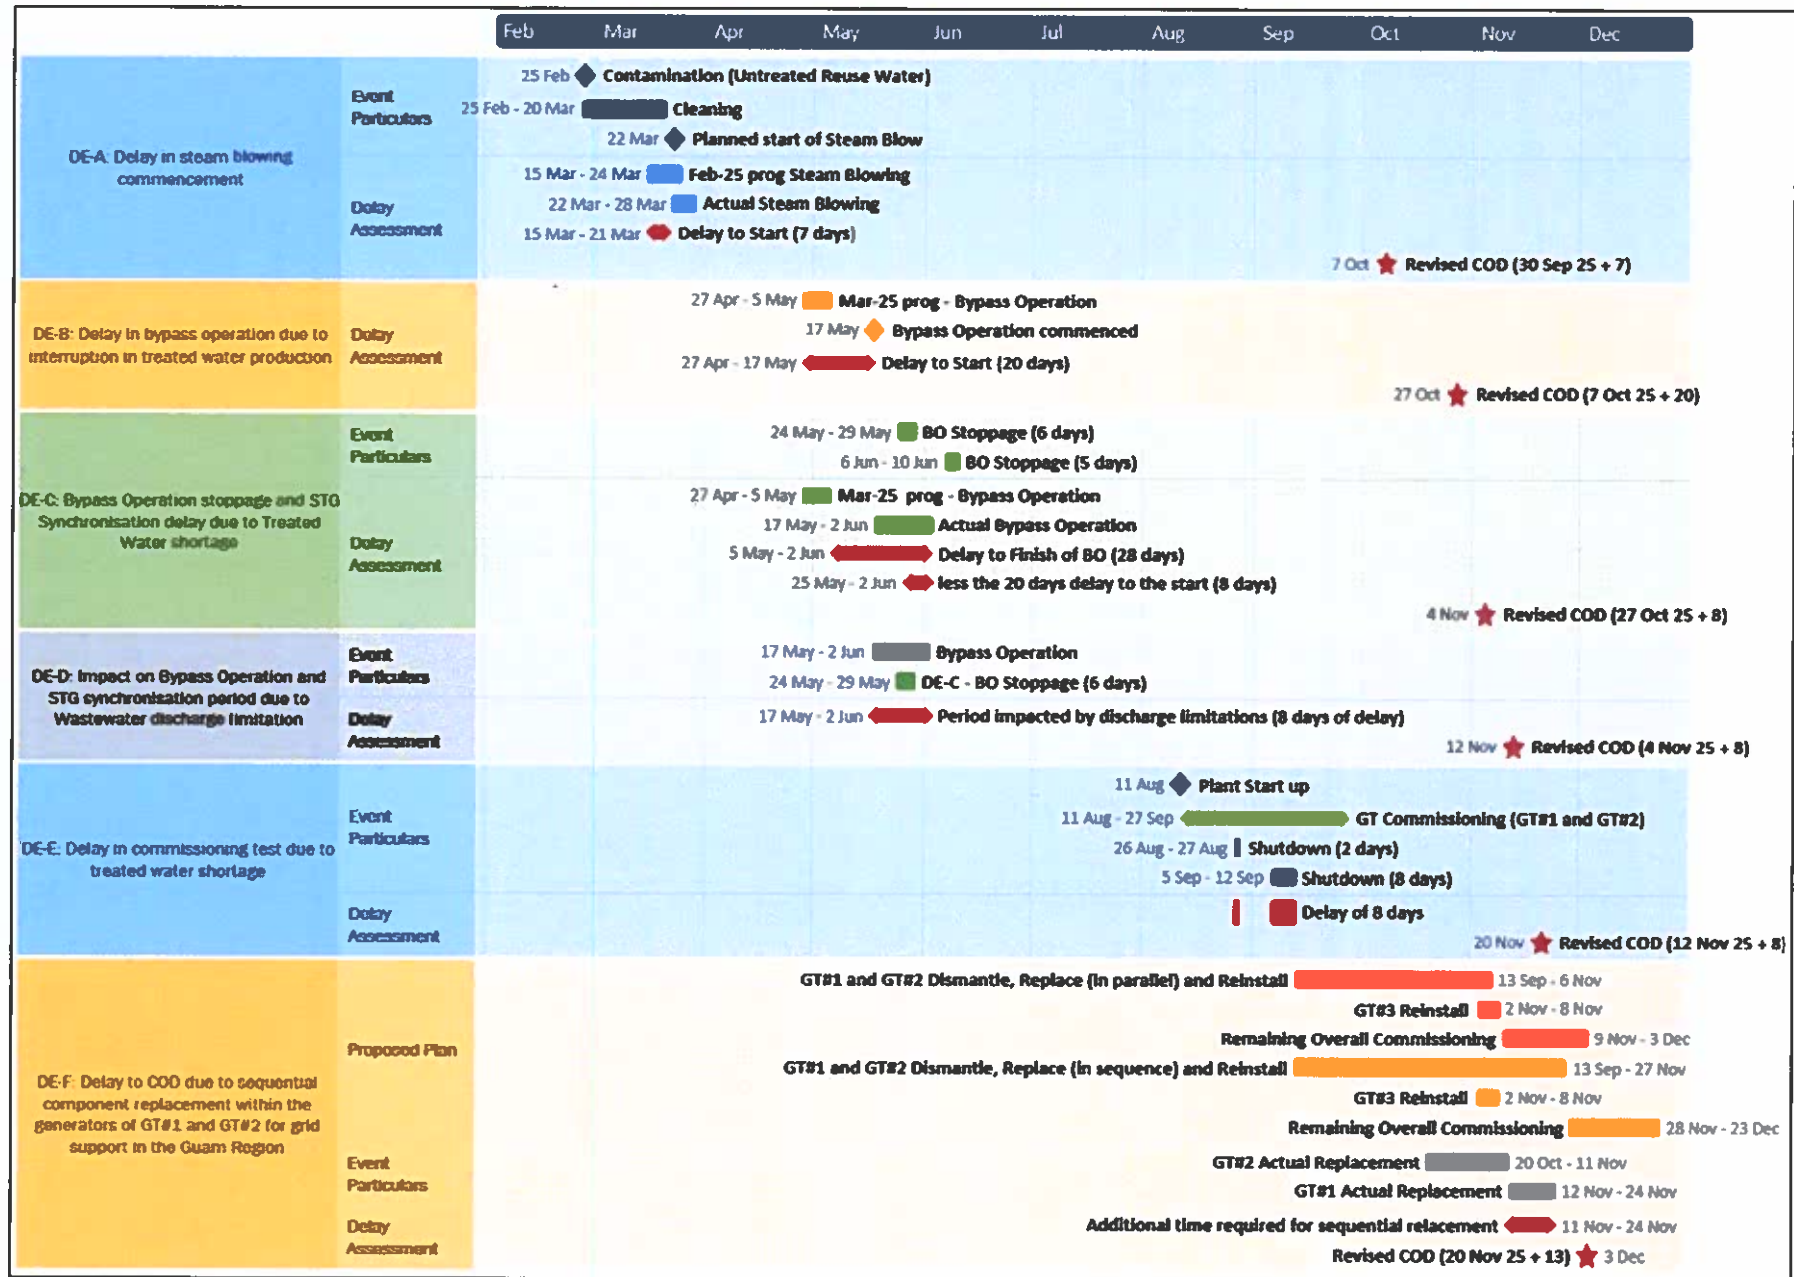 Feb Mar Apr May Jun Jul Aug Sep Oct Nov Dec
DE-A: Delay in steam blowing
commencement
Event
Particulars
25 Feb Contamination (Untreated Reuse Water)
25 Feb - 20 Mar Cleaning
22 Mar Planned start of Steam Blow
Delay
Assessment
15 Mar - 24 Mar Feb-25 prog Steam Blowing
22 Mar - 28 Mar Actual Steam Blowing
15 Mar - 21 Mar Delay to Start (7 days)
7 Oct Revised COD (30 Sep 25 + 7)
DE-B: Delay in bypass operation due to
interruption in treated water production
Delay
Assessment
27 Apr - 5 May Mar-25 prog - Bypass Operation
17 May Bypass Operation commenced
27 Apr - 17 May Delay to Start (20 days)
27 Oct Revised COD (7 Oct 25 + 20)
DE-C: Bypass Operation stoppage and STG
Synchronisation delay due to Treated
Water shortage
Event
Particulars
24 May - 29 May BO Stoppage (6 days)
6 Jun - 10 Jun BO Stoppage (5 days)
Delay
Assessment
27 Apr - 5 May Mar-25 prog - Bypass Operation
17 May - 2 Jun Actual Bypass Operation
5 May - 2 Jun Delay to Finish of BO (28 days)
25 May - 2 Jun less the 20 days delay to the start (8 days)
4 Nov Revised COD (27 Oct 25 + 8)
DE-D: Impact on Bypass Operation and
STG synchronisation period due to
Wastewater discharge limitation
Event
Particulars
17 May - 2 Jun Bypass Operation
24 May - 29 May DE-C - BO Stoppage (6 days)
Delay
Assessment
17 May - 2 Jun Period impacted by discharge limitations (8 days of delay)
12 Nov Revised COD (4 Nov 25 + 8)
DE-E: Delay in commissioning test due to
treated water shortage
Event
Particulars
11 Aug Plant Start up
11 Aug - 27 Sep GT Commissioning (GT#1 and GT#2)
26 Aug - 27 Aug Shutdown (2 days)
5 Sep - 12 Sep Shutdown (8 days)
Delay
Assessment
Delay of 8 days
20 Nov Revised COD (12 Nov 25 + 8)
DE-F: Delay to COD due to sequential
component replacement within the
generators of GT#1 and GT#2 for grid
support in the Guam Region
Proposed Plan
GT#1 and GT#2 Dismantle, Replace (in parallel) and Reinstall 13 Sep - 6 Nov
GT#3 Reinstall 2 Nov - 8 Nov
Remaining Overall Commissioning 9 Nov - 3 Dec
GT#1 and GT#2 Dismantle, Replace (in sequence) and Reinstall 13 Sep - 27 Nov
GT#3 Reinstall 2 Nov - 8 Nov
Remaining Overall Commissioning 28 Nov - 23 Dec
Event
Particulars
GT#2 Actual Replacement 20 Oct - 11 Nov
GT#1 Actual Replacement 12 Nov - 24 Nov
Delay
Assessment
Additional time required for sequential relacement 11 Nov - 24 Nov
Revised COD (20 Nov 25 + 13) 3 Dec